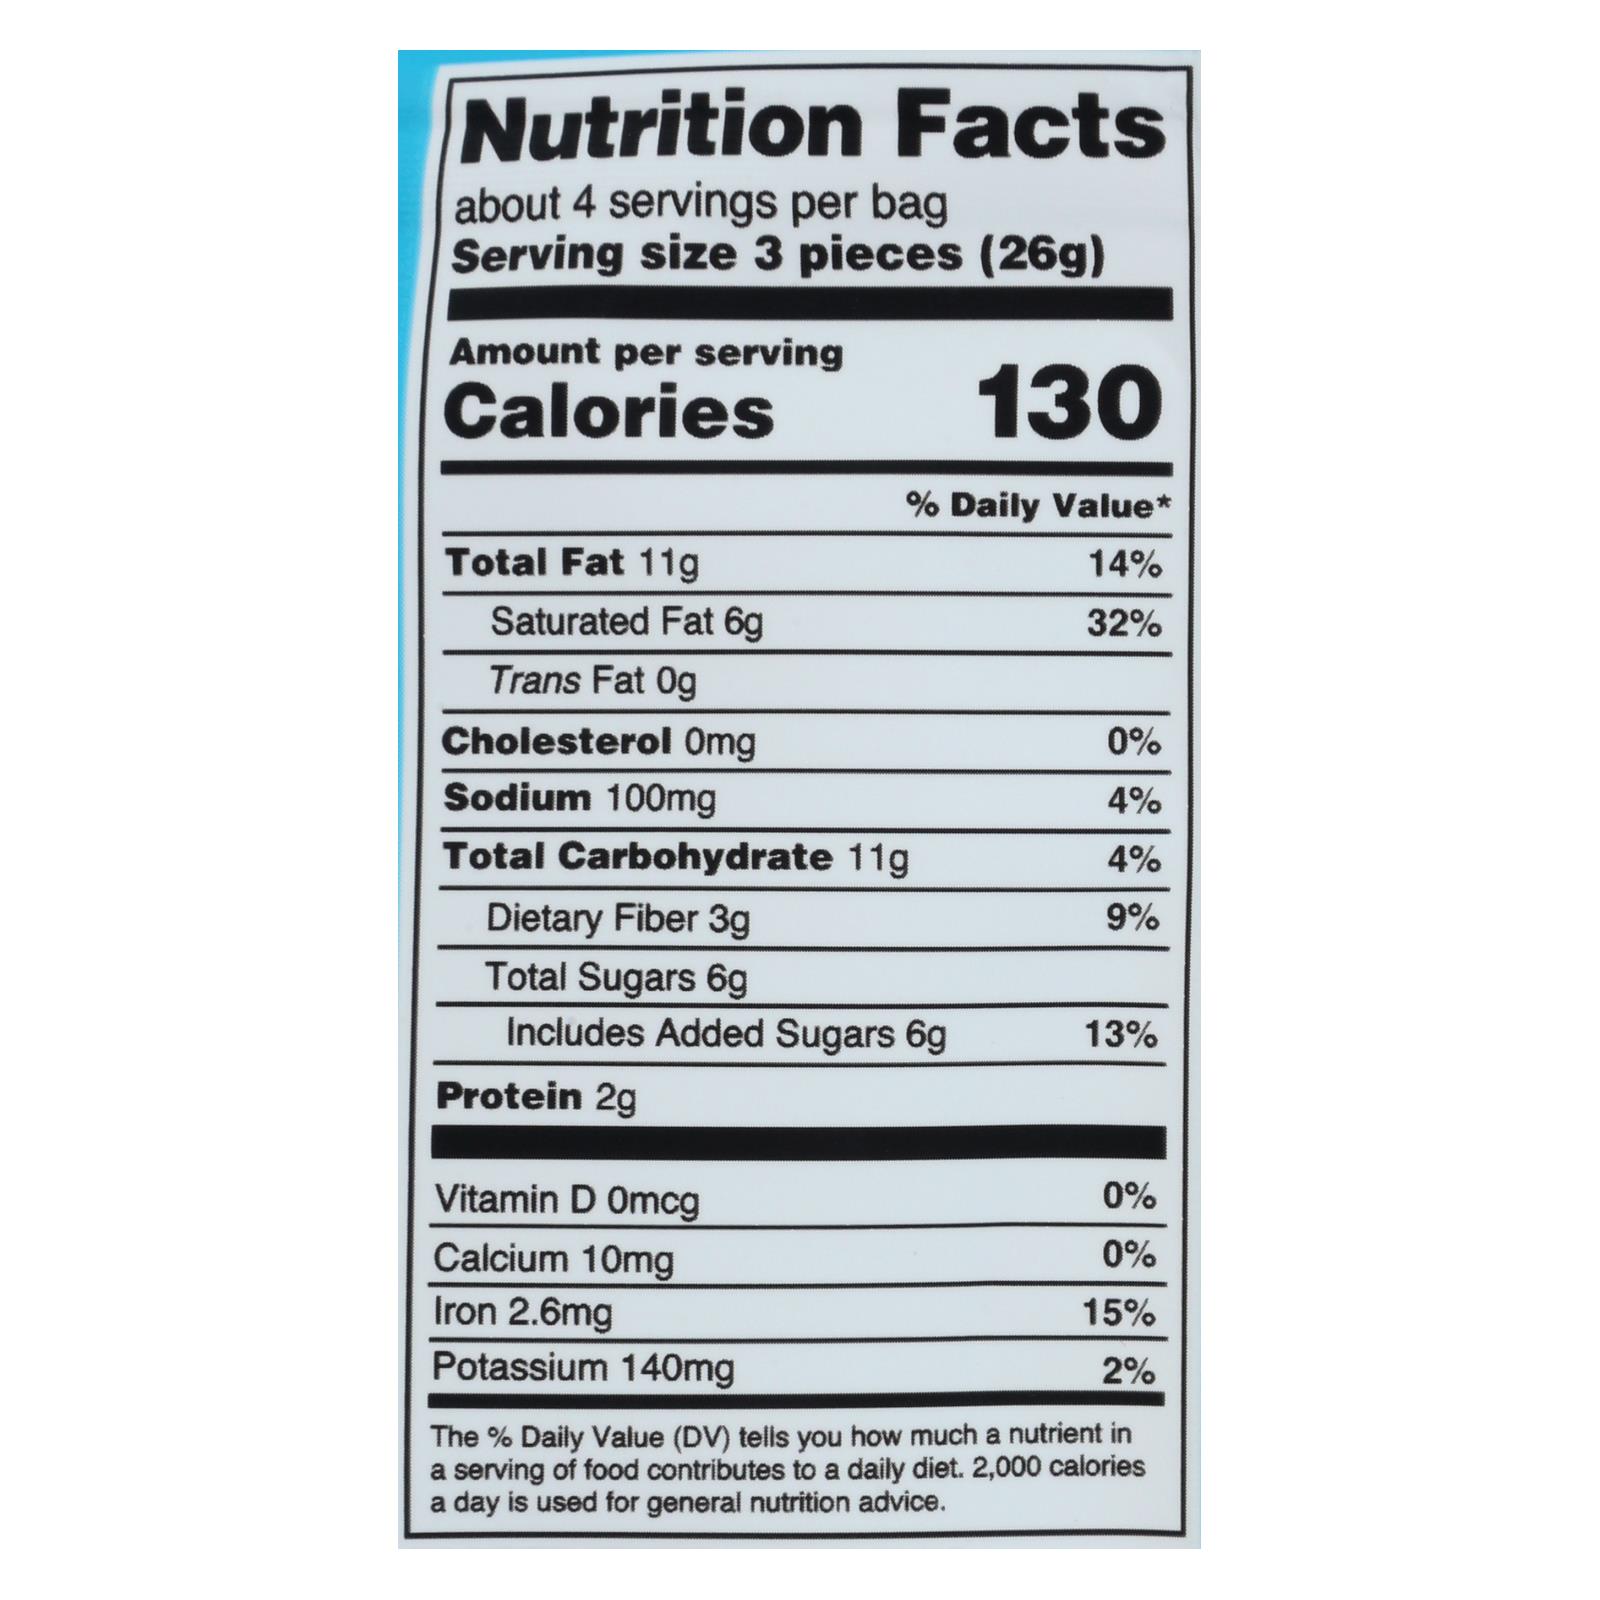 Nutrition Facts
about 4 servings per bag
Serving size 3 pieces (26g)
Amount per serving
Calories 130
% Daily Value*
Total Fat 11g 14%
Saturated Fat 6g 32%
Trans Fat 0g
Cholesterol 0mg 0%
Sodium 100mg 4%
Total Carbohydrate 11g 4%
Dietary Fiber 3g 9%
Total Sugars 6g
Includes Added Sugars 6g 13%
Protein 2g
Vitamin D 0mcg 0%
Calcium 10mg 0%
Iron 2.6mg 15%
Potassium 140mg 2%
The % Daily Value (DV) tells you how much a nutrient in
a serving of food contributes to a daily diet. 2,000 calories
a day is used for general nutrition advice.